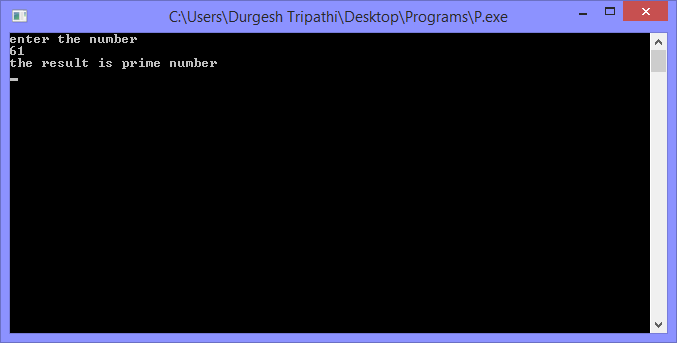 C:\Users\Durgesh Tripathi\Desktop\Programs\P.exe
enter the number
61
the result is prime number